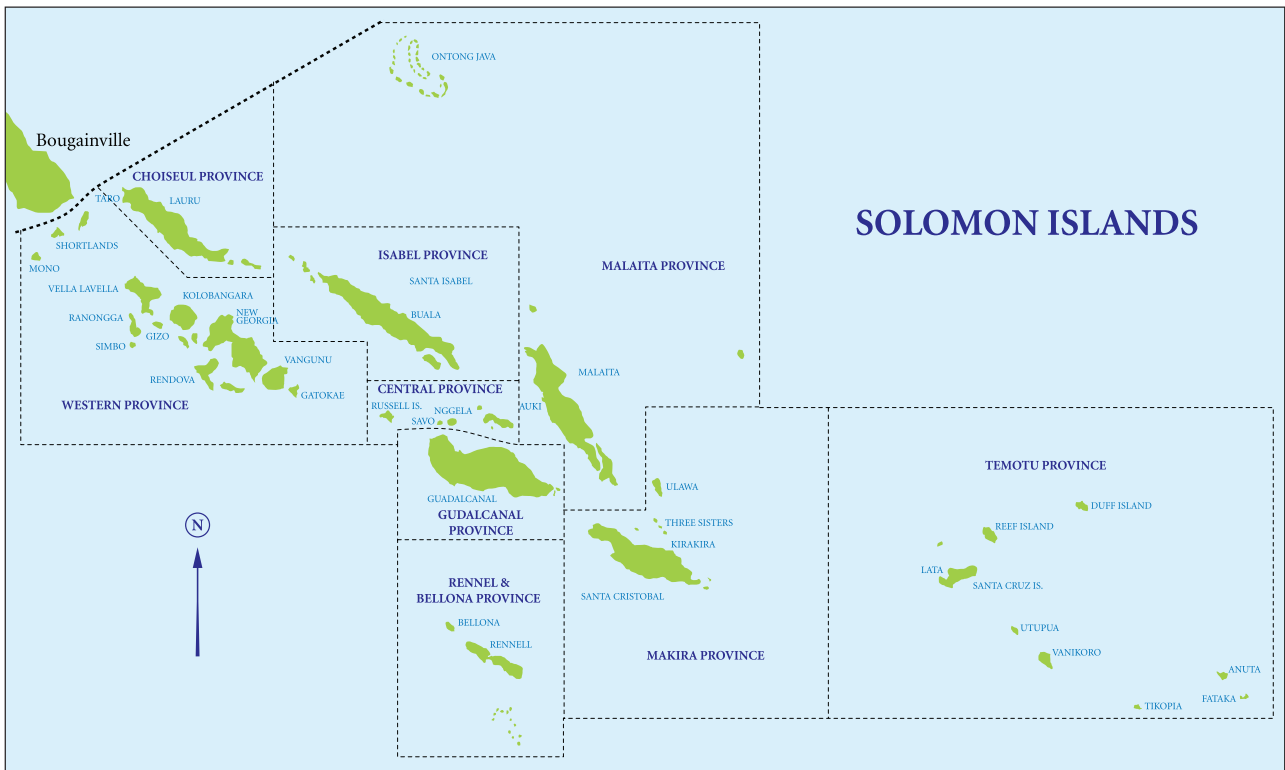 ONTONG JAVA
Bougainville
CHOISEUL PROVINCE
TARO
LAURU
SHORTLANDS
MONO
SOLOMON ISLANDS
ISABEL PROVINCE
MALAITA PROVINCE
SANTA ISABEL
BUALA
VELLA LAVELLA
KOLOBANGARA
RANONGGA
NEW
GEORGIA
GIZO
SIMBO
VANGUNU
RENDOVA
GATOKAE
WESTERN PROVINCE
MALAITA
CENTRAL PROVINCE
RUSSELL IS.
NGGELA
AUKI
SAVO
GUADALCANAL
GUDALCANAL
PROVINCE
ULAWA
THREE SISTERS
KIRAKIRA
SANTA CRISTOBAL
TEMOTU PROVINCE
DUFF ISLAND
REEF ISLAND
LATA
SANTA CRUZ IS.
N
RENNEL &
BELLONA PROVINCE
BELLONA
RENNELL
MAKIRA PROVINCE
UTUPUA
VANIKORO
ANUTA
FATAKA
TIKOPIA